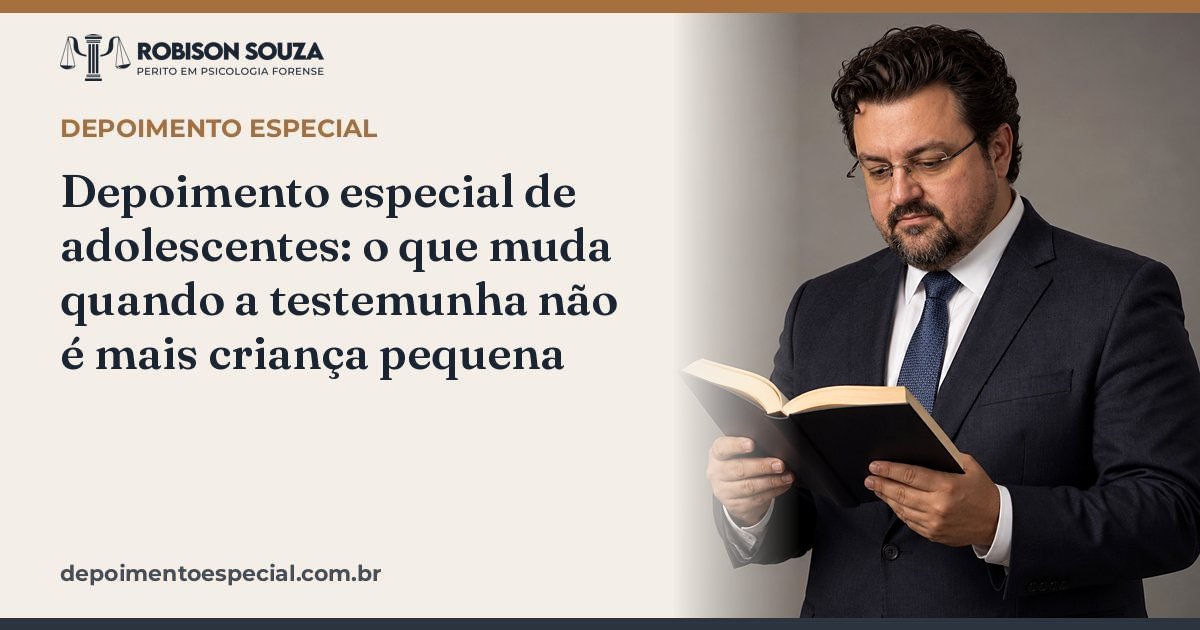 ROBISON SOUZA
PERITO EM PSICOLOGIA FORENSE
DEPOIMENTO ESPECIAL
Depoimento especial de
adolescentes: o que muda
quando a testemunha não
é mais criança pequena
depoimentoespecial.com.br